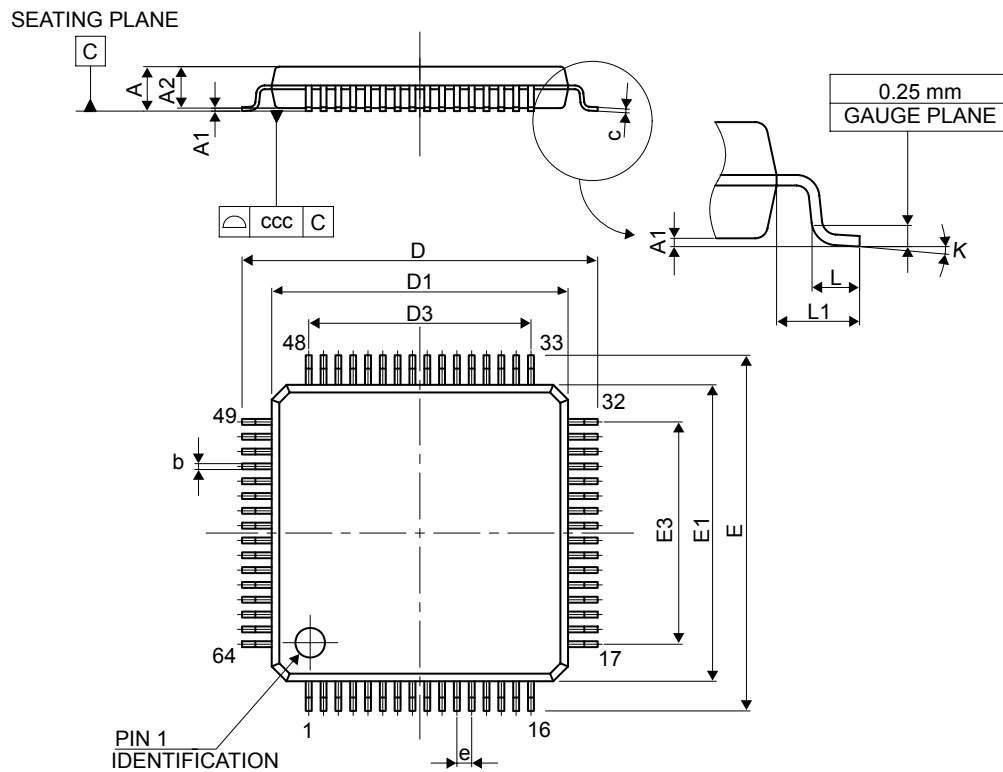 SEATING PLANE
C
A
A2
A1
c
0.25 mm
GAUGE PLANE
ccc C
A1
K
L
L1
D
D1
D3
48
33
49
32
b
E3
E1
E
64
17
PIN 1
IDENTIFICATION
1
16
e